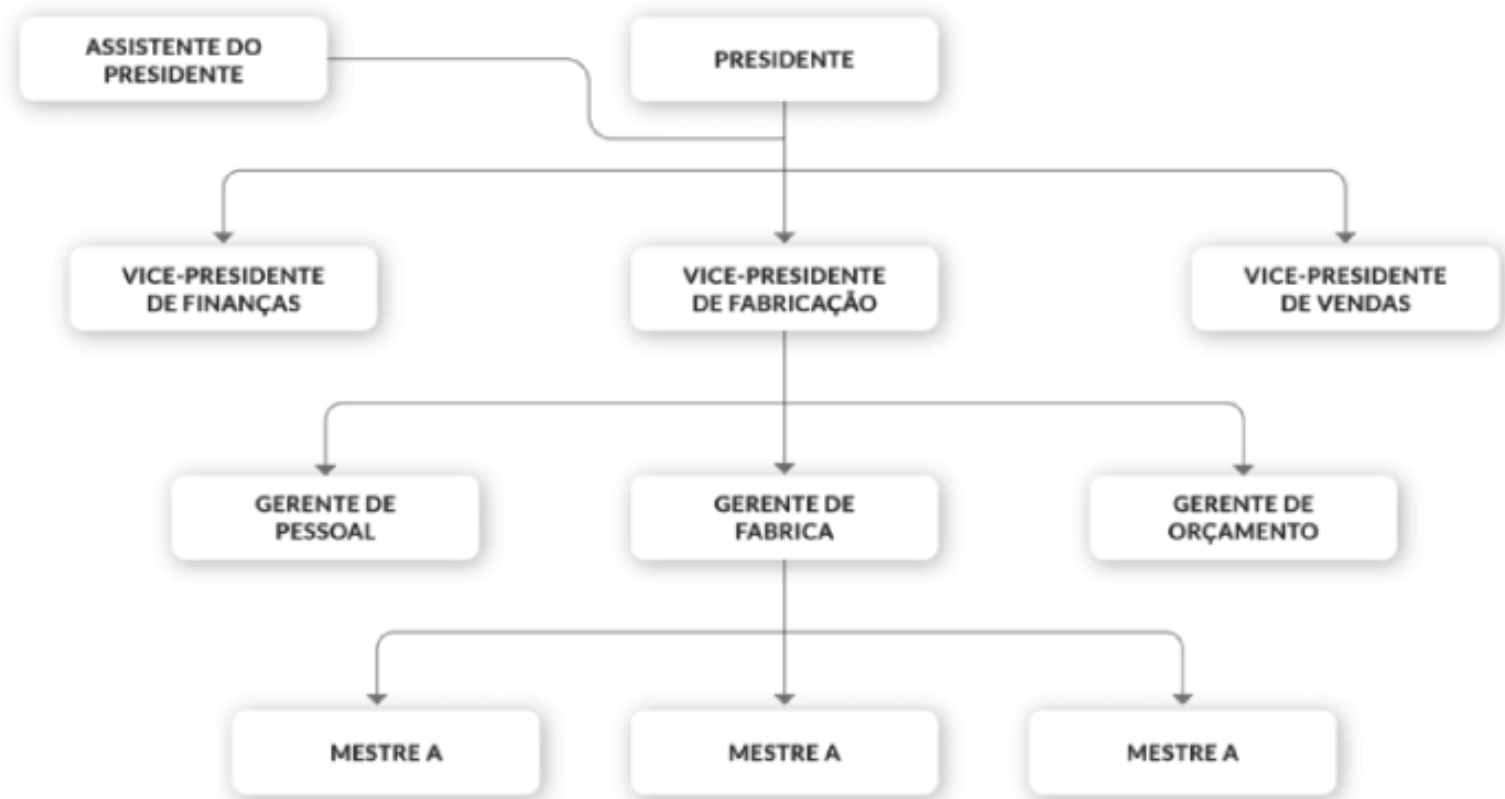 ASSISTENTE DO
PRESIDENTE
PRESIDENTE
VICE-PRESIDENTE
DE FINANÇAS
VICE-PRESIDENTE
DE FABRICAÇÃO
VICE-PRESIDENTE
DE VENDAS
GERENTE DE
PESSOAL
GERENTE DE
FABRICA
GERENTE DE
ORÇAMENTO
MESTRE A
MESTRE A
MESTRE A